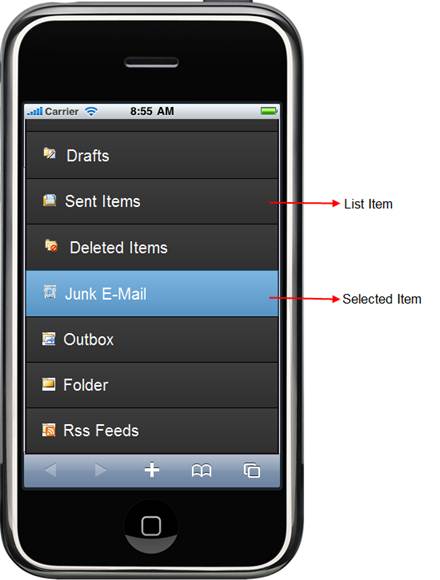 Carrier 8:55 AM
Drafts
Sent Items
List Item
Deleted Items
Junk E-Mail
Selected Item
Outbox
Folder
Rss Feeds